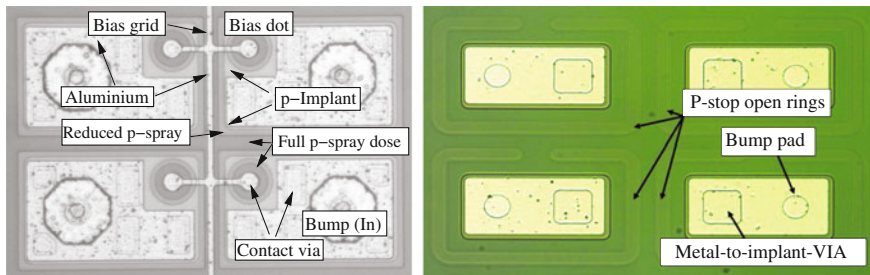 Bias grid
Bias dot
Aluminium
p–Implant
Reduced p–spray
Full p–spray dose
Bump (In)
Contact via
P-stop open rings
Bump pad
Metal-to-implant-VIA